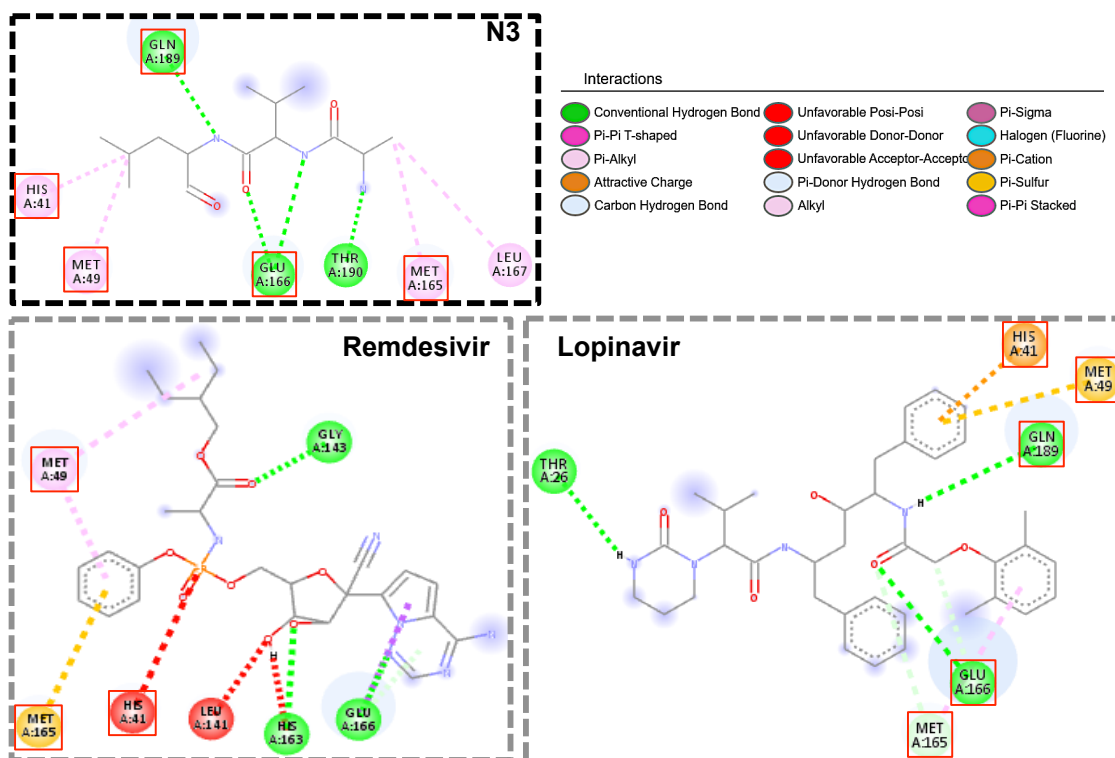 N3
GLN
A:189
O
N
N
O
N
O
O
HIS
A:41
MET
A:49
GLU
A:166
THR
A:190
MET
A:165
LEU
A:167
Interactions
Conventional Hydrogen Bond
Pi-Pi T-shaped
Pi-Alkyl
Attractive Charge
Carbon Hydrogen Bond
Unfavorable Posi-Posi
Unfavorable Donor-Donor
Unfavorable Acceptor-Accepto
Pi-Donor Hydrogen Bond
Alkyl
Pi-Sigma
Halogen (Fluorine)
Pi-Cation
Pi-Sulfur
Pi-Pi Stacked
Remdesivir
GLY
A:143
MET
A:49
O
O
N
N
O
O
O
O
O
O
H
N
N
N
MET
A:165
HIS
A:41
LEU
A:141
HIS
A:163
GLU
A:166
Lopinavir
HIS
A:41
MET
A:49
GLN
A:189
THR
A:26
H
N
O
N
O
N
O
N
H
O
O
GLU
A:166
MET
A:165